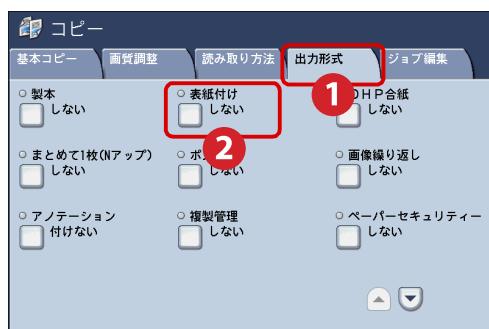 コピー
基本コピー 画質調整 読み取り方法 出力形式 ジョブ編集
製本 表紙付け HP合紙
しない しない しない
1
2
まとめて1枚(Nアップ) ポ 画像繰り返し
しない しない しない
アノテーション 複製管理 ペーパーセキュリティー
付けない しない しない